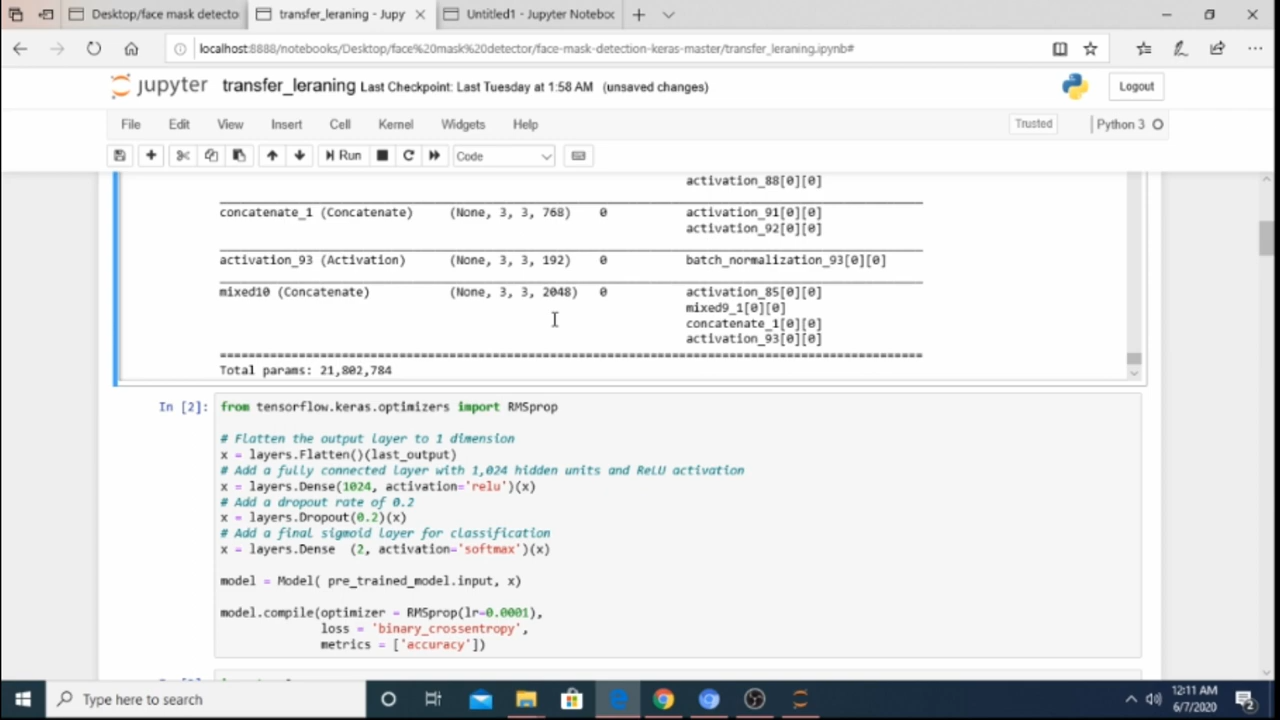 Desktop/face mask detecto
transfer_leraning - Jupy
Untitled1 - Jupyter Notebox
localhost:8888/notebooks/Desktop/face%20mask%20detector/face-mask-detection-keras-master/transfer_leraning.ipynb#
jupyter transfer_leraning Last Checkpoint: Last Tuesday at 1:58 AM (unsaved changes)
Logout
File Edit View Insert Cell Kernel Widgets Help
Trusted
Python 3
Run
Code
activation_88[0][0]
concatenate_1 (Concatenate) (None, 3, 3, 768) 0 activation_91[0][0]
activation_92[0][0]
activation_93 (Activation) (None, 3, 3, 192) 0 batch_normalization_93[0][0]
mixed10 (Concatenate) (None, 3, 3, 2048) 0 activation_85[0][0]
mixed9_1[0][0]
concatenate_1[0][0]
activation_93[0][0]
Total params: 21,802,784
In [2]:
from tensorflow.keras.optimizers import RMSprop
# Flatten the output layer to 1 dimension
x = layers.Flatten()(last_output)
# Add a fully connected layer with 1,024 hidden units and ReLU activation
x = layers.Dense(1024, activation='relu')(x)
# Add a dropout rate of 0.2
x = layers.Dropout(0.2)(x)
# Add a final sigmoid layer for classification
x = layers.Dense  (2, activation='softmax')(x)
model = Model( pre_trained_model.input, x)
model.compile(optimizer = RMSprop(lr=0.0001),
loss = 'binary_crossentropy',
metrics = ['accuracy'])
Type here to search
12:11 AM
6/7/2020
2